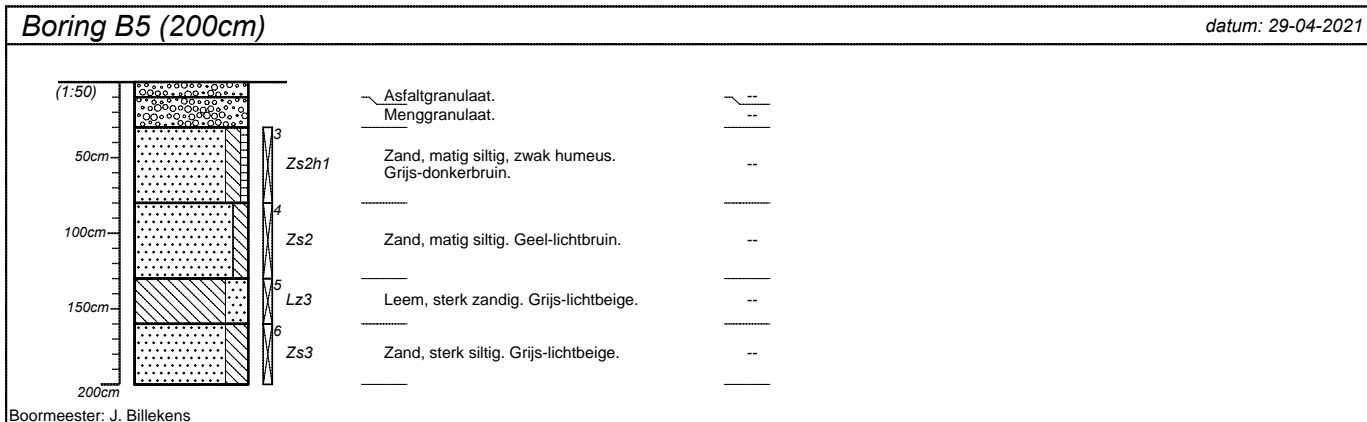 Boring B5 (200cm)
datum: 29-04-2021
(1:50)
Asfaltgranulaat. --
Menggranulaat. --
3
50cm
Zs2h1
Zand, matig siltig, zwak humeus.
Grijs-donkerbruin.
--
4
100cm
Zs2
Zand, matig siltig. Geel-lichtbruin.
--
5
150cm
Lz3
Leem, sterk zandig. Grijs-lichtbeige.
--
6
Zs3
Zand, sterk siltig. Grijs-lichtbeige.
--
200cm
Boormeester: J. Billekens